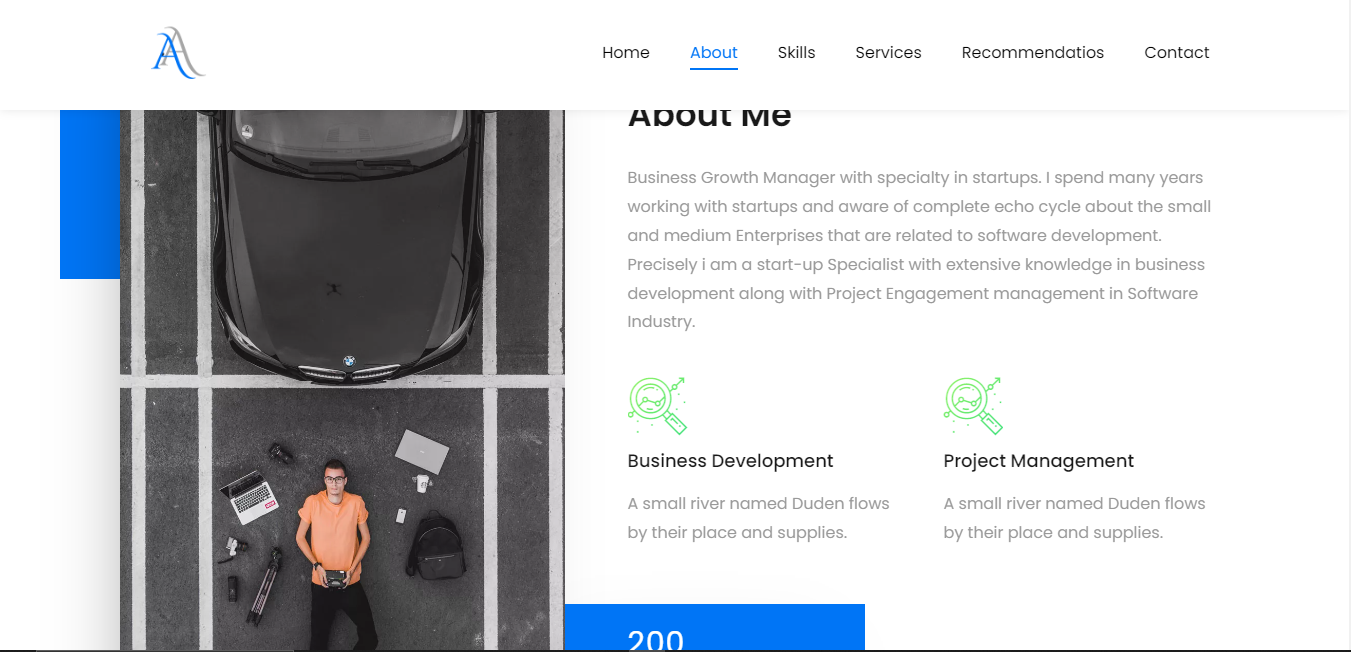 Home About Skills Services Recommendatios Contact
About Me
Business Growth Manager with specialty in startups. I spend many years
working with startups and aware of complete echo cycle about the small
and medium Enterprises that are related to software development.
Precisely i am a start-up Specialist with extensive knowledge in business
development along with Project Engagement management in Software
Industry.
Business Development
A small river named Duden flows
by their place and supplies.
Project Management
A small river named Duden flows
by their place and supplies.
200